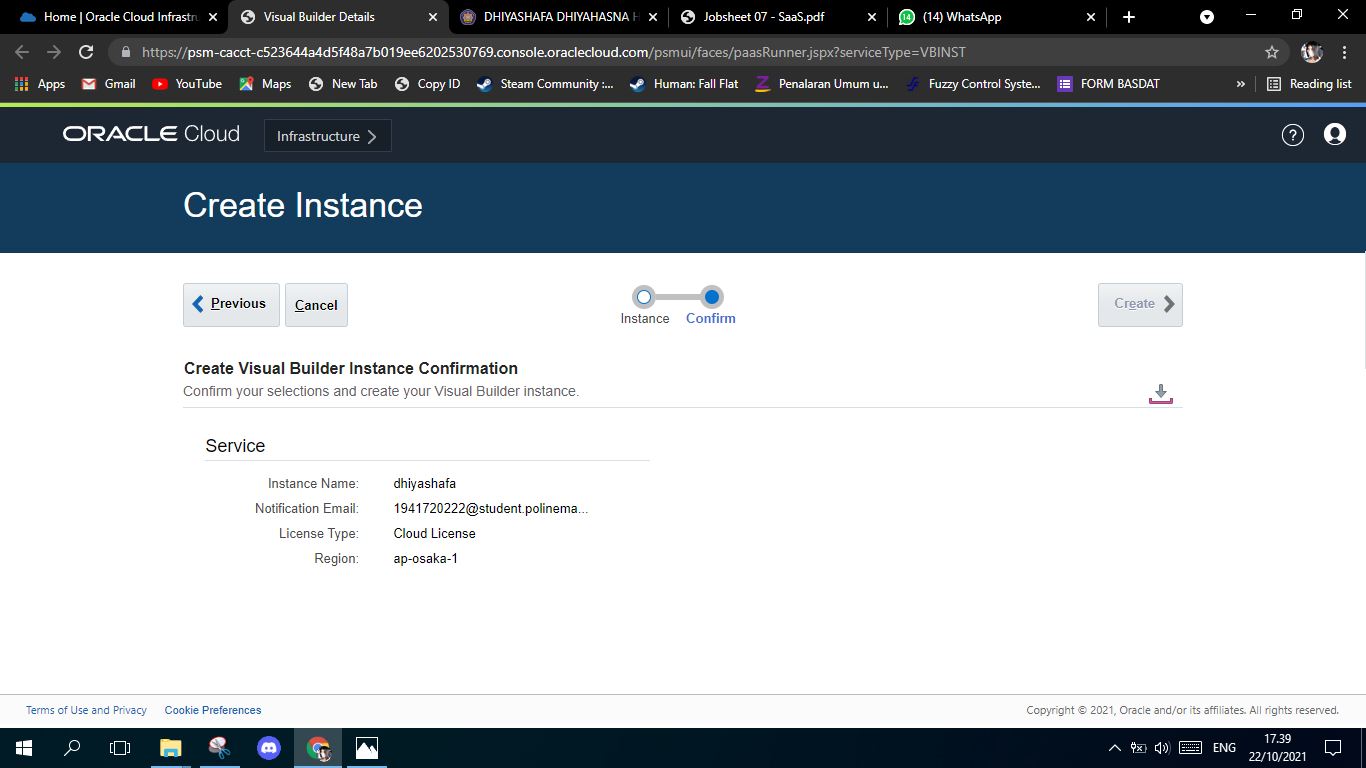 Home | Oracle Cloud Infrastru
Visual Builder Details
DHIYASHAFA DHIYAHASNA H
Jobsheet 07 - SaaS.pdf
14
(14) WhatsApp
https://psm-cacct-c523644a4d5f48a7b019ee6202530769.console.oraclecloud.com/psmui/faces/paasRunner.jspx?serviceType=VBINST
Apps
Gmail
YouTube
Maps
New Tab
Copy ID
Steam Community :...
Human: Fall Flat
Penalaran Umum u...
Fuzzy Control Syste...
FORM BASDAT
»
Reading list
ORACLE Cloud
Infrastructure
?
Create Instance
Previous
Cancel
Instance
Confirm
Create
Create Visual Builder Instance Confirmation
Confirm your selections and create your Visual Builder instance.
Service
Instance Name: dhiyashafa
Notification Email: 1941720222@student.polinema...
License Type: Cloud License
Region: ap-osaka-1
Terms of Use and Privacy
Cookie Preferences
Copyright © 2021, Oracle and/or its affiliates. All rights reserved.
ENG
17.39
22/10/2021